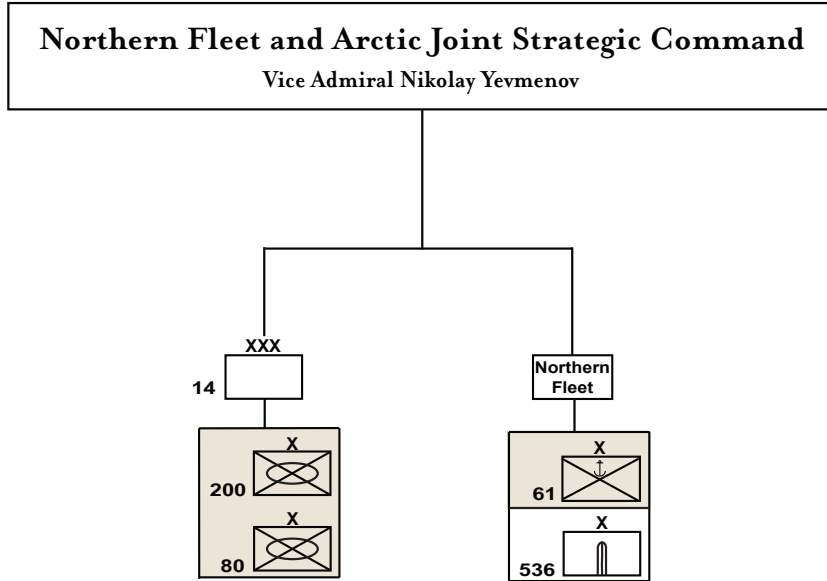 Northern Fleet and Arctic Joint Strategic Command
Vice Admiral Nikolay Yevmenov
XXX
14
Northern
Fleet
X
200
X
80
X
61
X
536